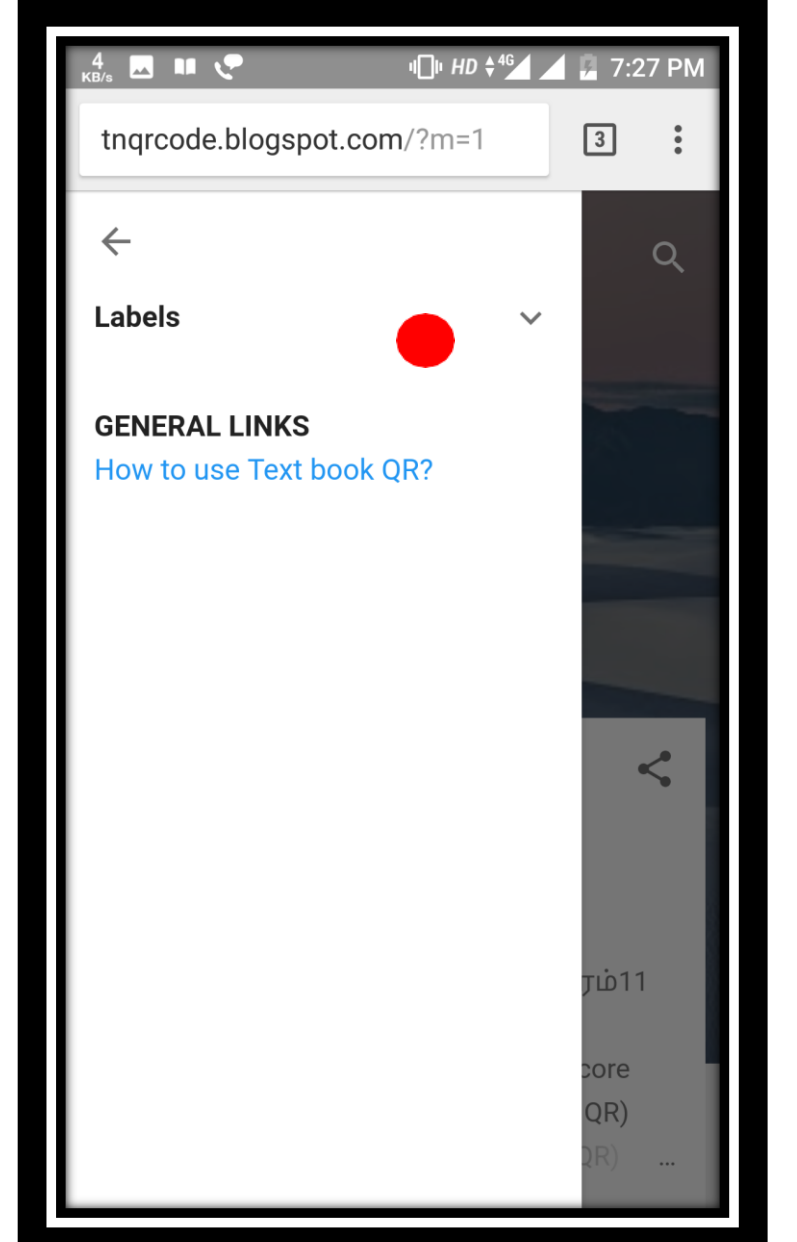 4
KB/s
HD 4G 7:27 PM
tnqrcode.blogspot.com/?m=1
3
Labels
GENERAL LINKS
How to use Text book QR?
ரம்11
core
QR)
QR) ...